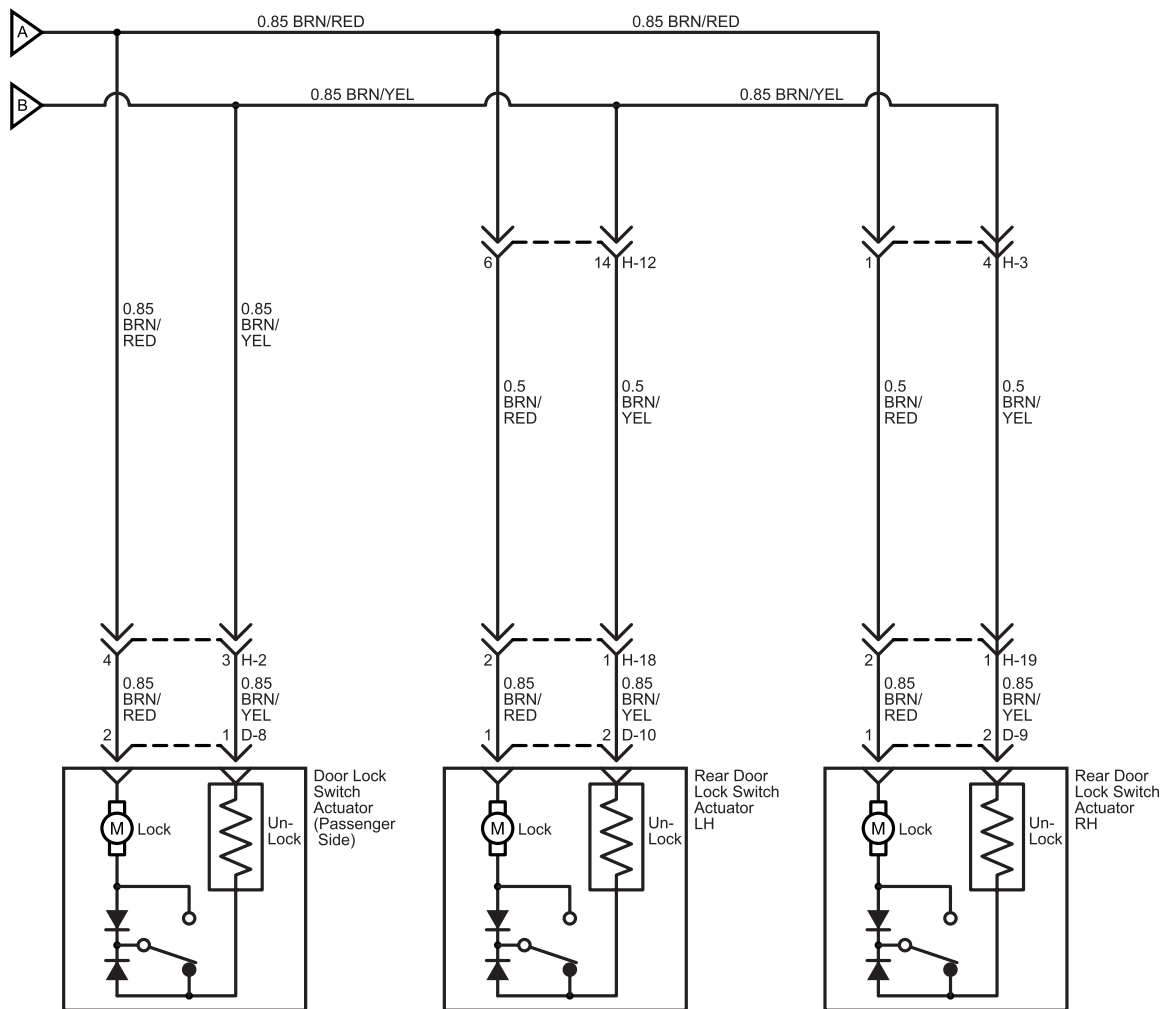 A
0.85 BRN/RED
0.85 BRN/RED
B
0.85 BRN/YEL
0.85 BRN/YEL
6
14
H-12
1
4
H-3
0.85
BRN/
RED
0.85
BRN/
YEL
0.5
BRN/
RED
0.5
BRN/
YEL
0.5
BRN/
RED
0.5
BRN/
YEL
4
3
H-2
2
1
H-18
2
1
H-19
0.85
BRN/
RED
0.85
BRN/
YEL
0.85
BRN/
RED
0.85
BRN/
YEL
0.85
BRN/
RED
0.85
BRN/
YEL
2
1
D-8
1
2
D-10
1
2
D-9
Door Lock
Switch
Actuator
(Passenger
Side)
M
Lock
Un-
Lock
Rear Door
Lock Switch
Actuator
LH
M
Lock
Un-
Lock
Rear Door
Lock Switch
Actuator
RH
M
Lock
Un-
Lock